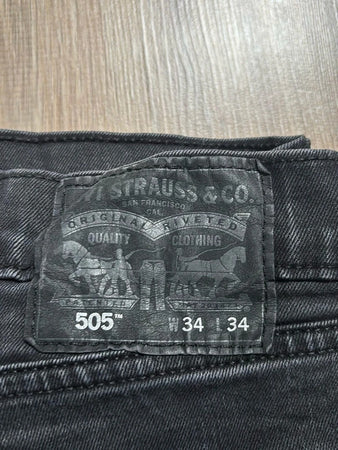 STRAUSS & CO.
SAN FRANCISCO
CAL.
ORIGINAL RIVETED
QUALITY CLOTHING
505™ W 34 L 34